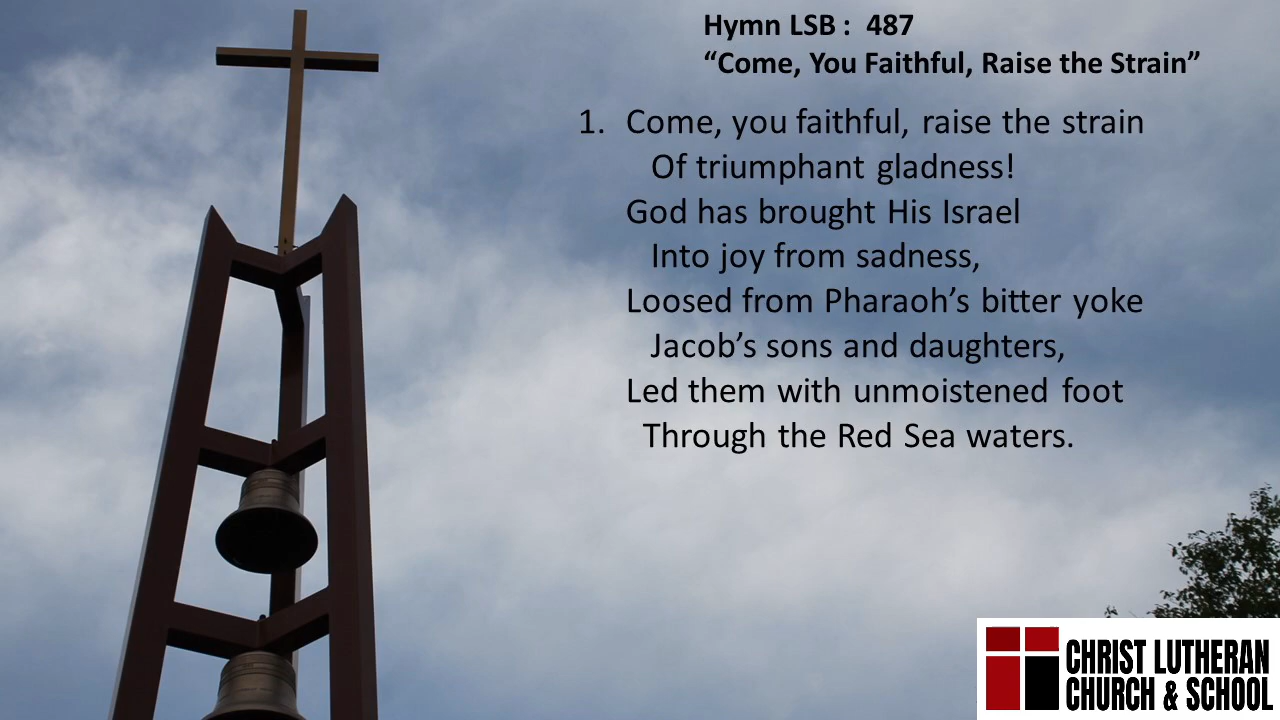 Hymn LSB :  487
“Come, You Faithful, Raise the Strain”
1. Come, you faithful, raise the strain
Of triumphant gladness!
God has brought His Israel
Into joy from sadness,
Loosed from Pharaoh’s bitter yoke
Jacob’s sons and daughters,
Led them with unmoistened foot
Through the Red Sea waters.
CHRIST LUTHERAN
CHURCH & SCHOOL